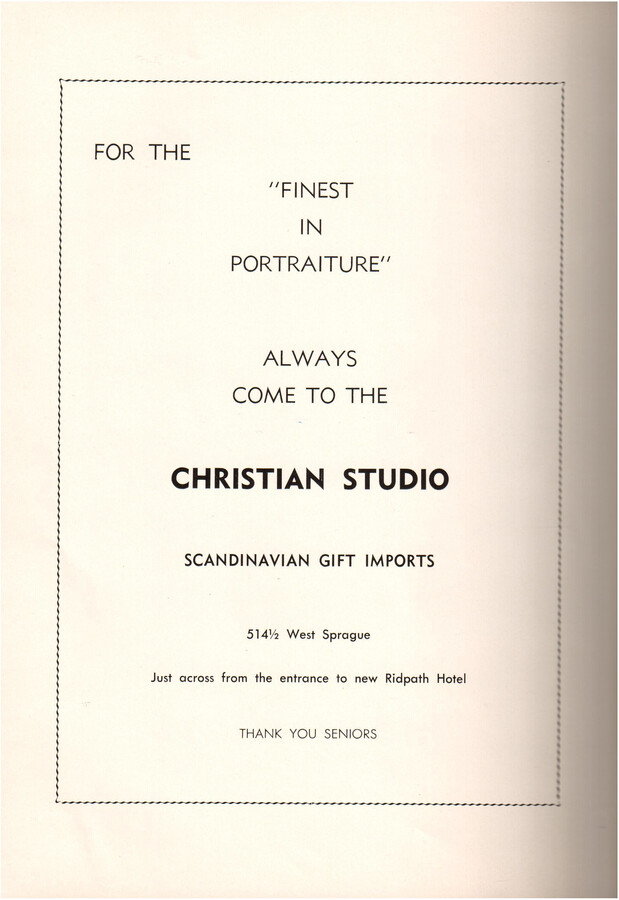 FOR THE
"FINEST
IN
PORTRAITURE"
ALWAYS
COME TO THE
CHRISTIAN STUDIO
SCANDINAVIAN GIFT IMPORTS
514½ West Sprague
Just across from the entrance to new Ridpath Hotel
THANK YOU SENIORS